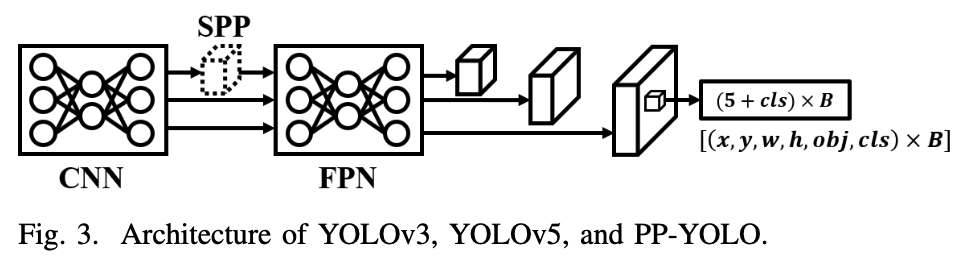 SPP
(5 + cls) × B
[(x, y, w, h, obj, cls) × B]
CNN
FPN
Fig. 3. Architecture of YOLOv3, YOLOv5, and PP-YOLO.